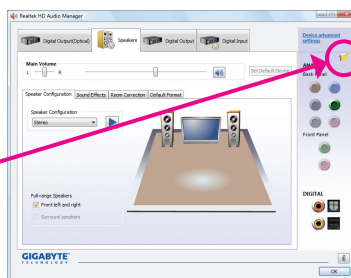 Realtek HD Audio Manager
Digital Output(Optical)
Speakers
Digital Output
Digital Input
Device advanced
settings
Main Volume
L
R
Set Default Device
ANALOG
Back Panel
Speaker Configuration
Sound Effects
Room Correction
Default Format
Speaker Configuration
Stereo
Front Panel
Full-range Speakers
Front left and right
Surround speakers
DIGITAL
GIGABYTE
TECHNOLOGY
OK